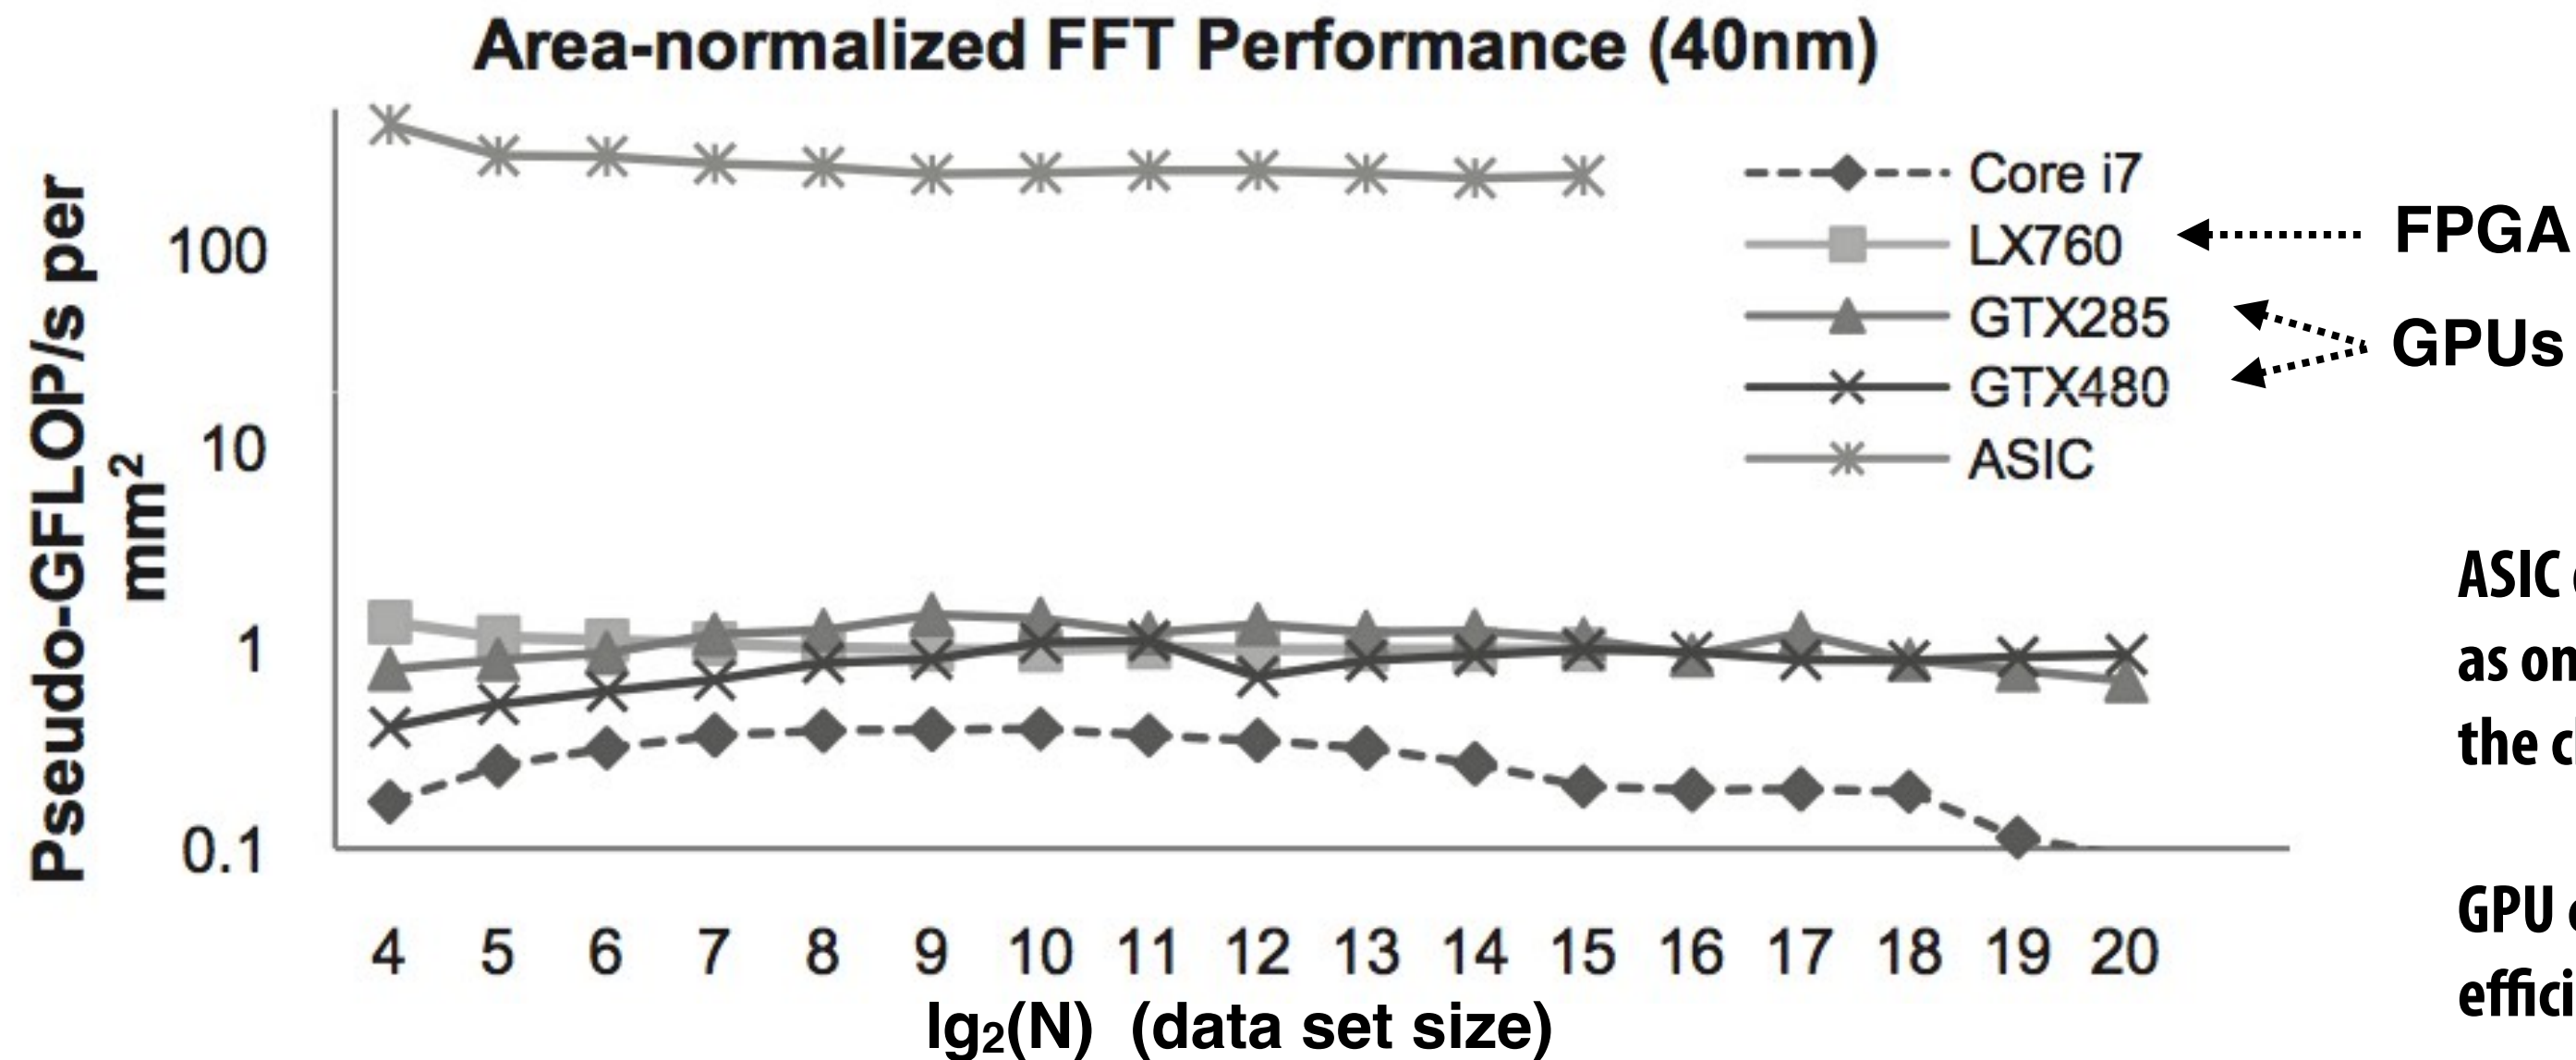 Area-normalized FFT Performance (40nm)
Pseudo-GFLOP/s per
mm²
100
10
1
0.1
4 5 6 7 8 9 10 11 12 13 14 15 16 17 18 19 20
lg₂(N) (data set size)
Core i7
LX760
GTX285
GTX480
ASIC
FPGA
GPUs
ASIC
as
the
GPU